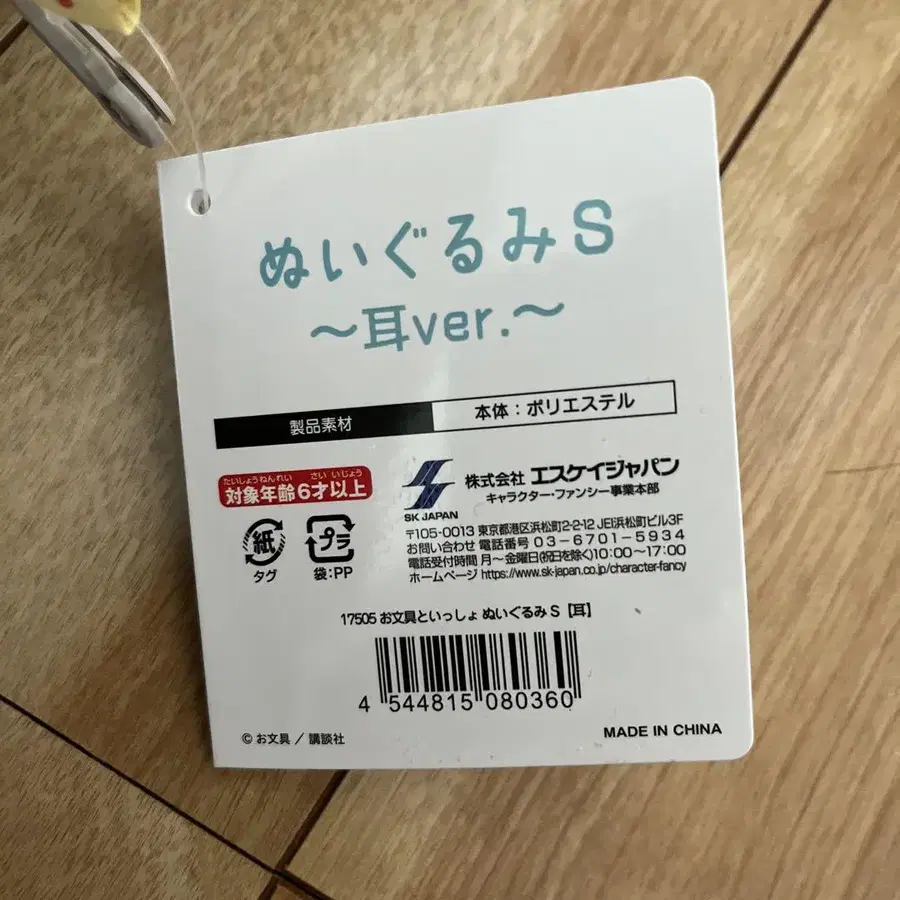 ぬいぐるみS
～耳ver.～
製品素材 本体：ポリエステル
たいしょうねんれい さい いじょう
対象年齢6才以上
SK JAPAN
株式会社 エスケイジャパン
キャラクター・ファンシー事業本部
〒105-0013 東京都港区浜松町2-2-12 JEI浜松町ビル3F
お問い合わせ 電話番号 03-6701-5934
電話受付時間 月～金曜日(祝日を除く)10:00～17:00
ホームページ https://www.sk-japan.co.jp/character-fancy
紙
タグ
プラ
袋:PP
17505 お文具といっしょ ぬいぐるみS【耳】
4 544815 080360
© お文具 / 講談社
MADE IN CHINA